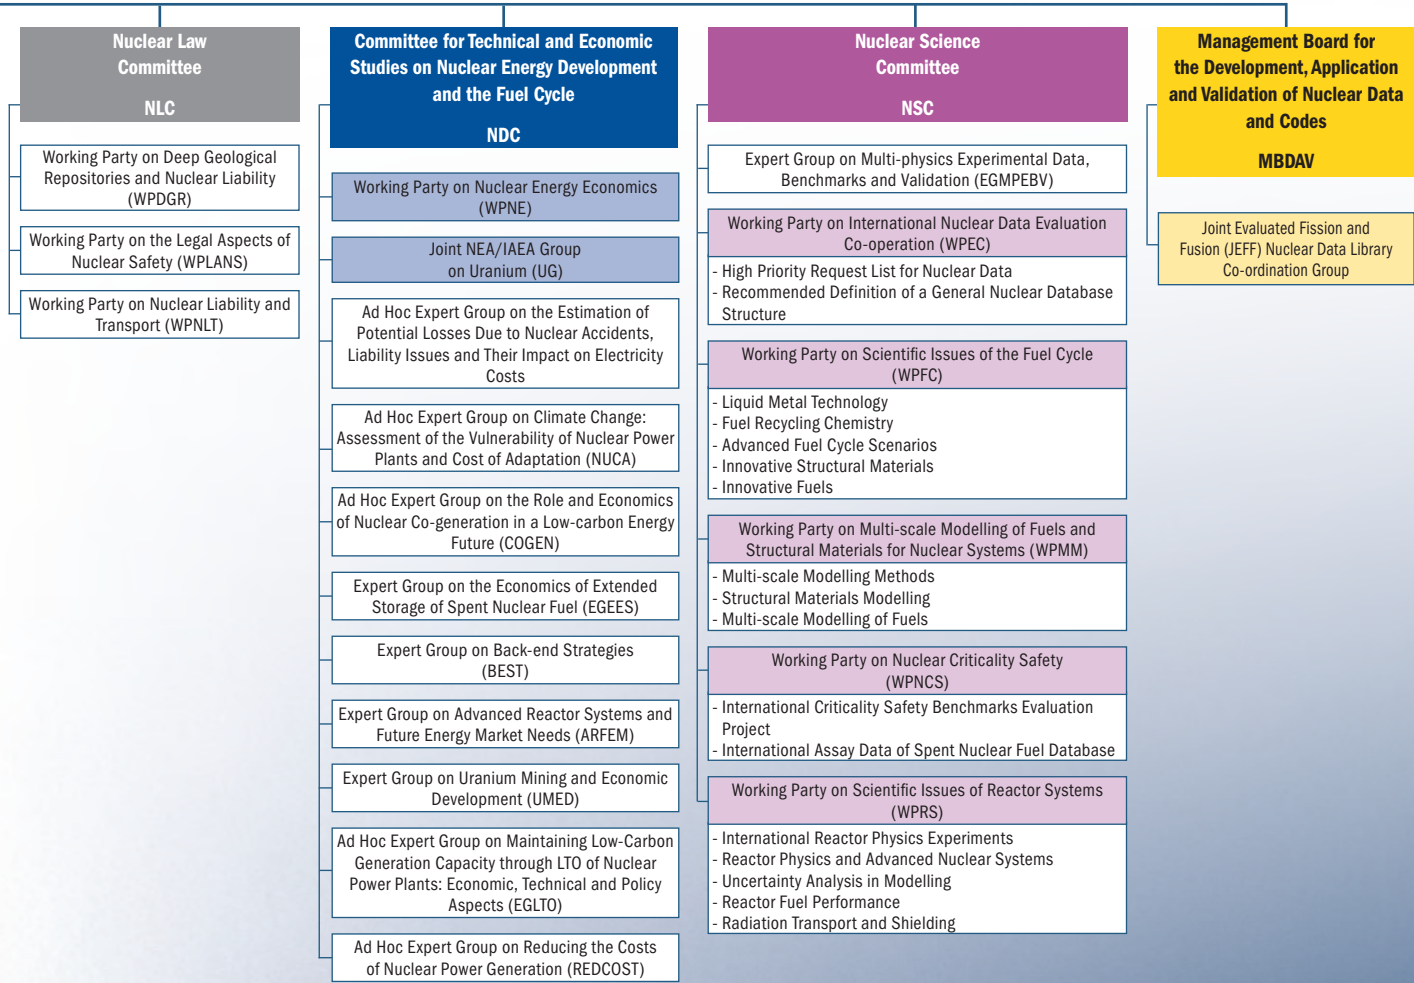 Nuclear Law
Committee
NLC
Working Party on Deep Geological
Repositories and Nuclear Liability
(WPDGR)
Working Party on the Legal Aspects of
Nuclear Safety (WPLANS)
Working Party on Nuclear Liability and
Transport (WPNLT)
Committee for Technical and Economic
Studies on Nuclear Energy Development
and the Fuel Cycle
NDC
Working Party on Nuclear Energy Economics
(WPNE)
Joint NEA/IAEA Group
on Uranium (UG)
Ad Hoc Expert Group on the Estimation of
Potential Losses Due to Nuclear Accidents,
Liability Issues and Their Impact on Electricity
Costs
Ad Hoc Expert Group on Climate Change:
Assessment of the Vulnerability of Nuclear Power
Plants and Cost of Adaptation (NUCA)
Ad Hoc Expert Group on the Role and Economics
of Nuclear Co-generation in a Low-carbon Energy
Future (COGEN)
Expert Group on the Economics of Extended
Storage of Spent Nuclear Fuel (EGEES)
Expert Group on Back-end Strategies
(BEST)
Expert Group on Advanced Reactor Systems and
Future Energy Market Needs (ARFEM)
Expert Group on Uranium Mining and Economic
Development (UMED)
Ad Hoc Expert Group on Maintaining Low-Carbon
Generation Capacity through LTO of Nuclear
Power Plants: Economic, Technical and Policy
Aspects (EGLTO)
Ad Hoc Expert Group on Reducing the Costs
of Nuclear Power Generation (REDCOST)
Nuclear Science
Committee
NSC
Expert Group on Multi-physics Experimental Data,
Benchmarks and Validation (EGMPEBV)
Working Party on International Nuclear Data Evaluation
Co-operation (WPEC)
- High Priority Request List for Nuclear Data
- Recommended Definition of a General Nuclear Database
Structure
Working Party on Scientific Issues of the Fuel Cycle
(WPFC)
- Liquid Metal Technology
- Fuel Recycling Chemistry
- Advanced Fuel Cycle Scenarios
- Innovative Structural Materials
- Innovative Fuels
Working Party on Multi-scale Modelling of Fuels and
Structural Materials for Nuclear Systems (WPMM)
- Multi-scale Modelling Methods
- Structural Materials Modelling
- Multi-scale Modelling of Fuels
Working Party on Nuclear Criticality Safety
(WPNCS)
- International Criticality Safety Benchmarks Evaluation
Project
- International Assay Data of Spent Nuclear Fuel Database
Working Party on Scientific Issues of Reactor Systems
(WPRS)
- International Reactor Physics Experiments
- Reactor Physics and Advanced Nuclear Systems
- Uncertainty Analysis in Modelling
- Reactor Fuel Performance
- Radiation Transport and Shielding
Management Board for
the Development, Application
and Validation of Nuclear Data
and Codes
MBDAV
Joint Evaluated Fission and
Fusion (JEFF) Nuclear Data Library
Co-ordination Group